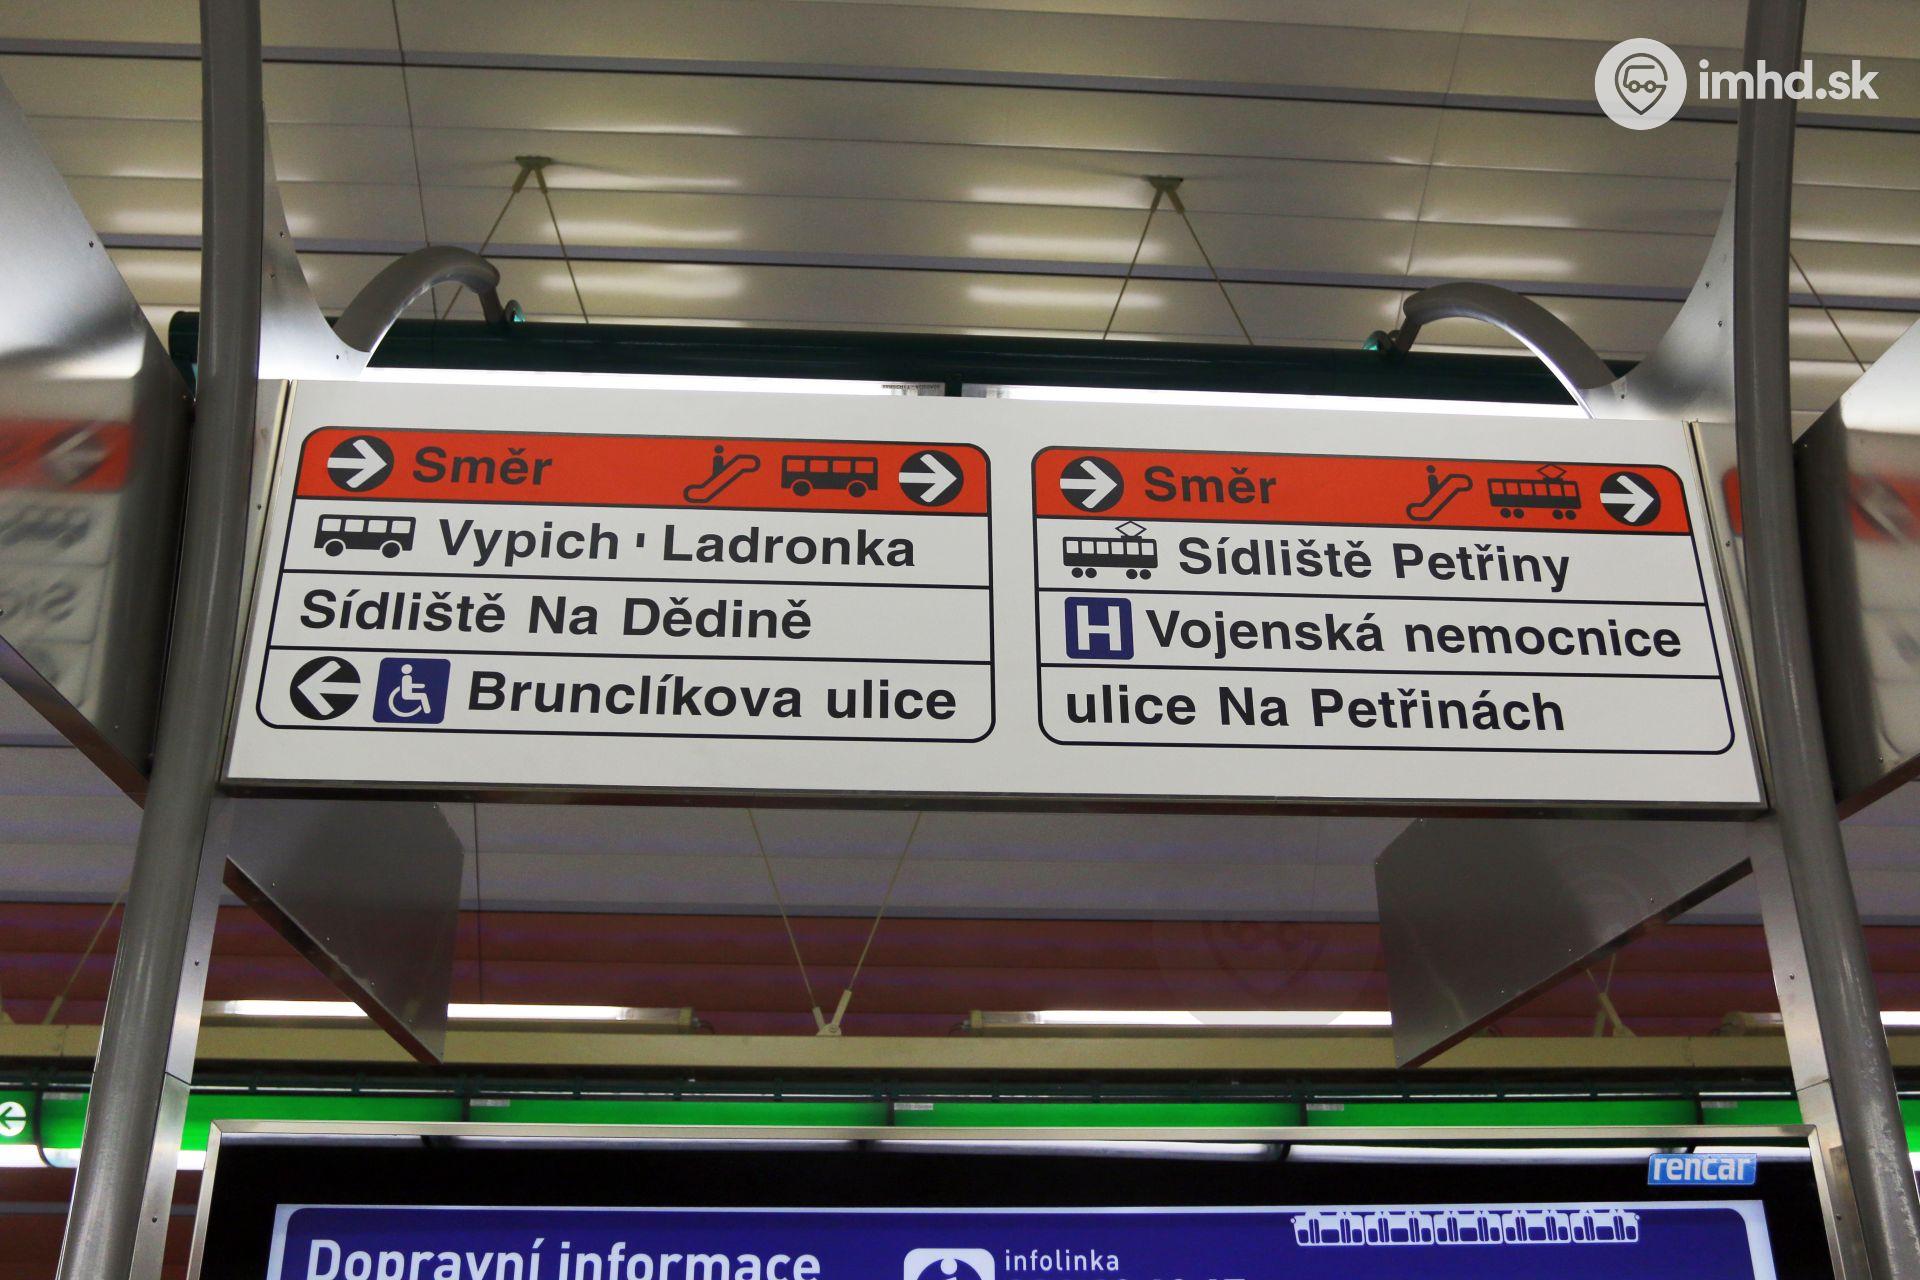 imhd.sk
Směr
Vypich · Ladronka
Sídliště Na Dědině
Brunclíkova ulice
Směr
Sídliště Petřiny
H Vojenská nemocnice
ulice Na Petřinách
rencar
Dopravní informace
infolinka